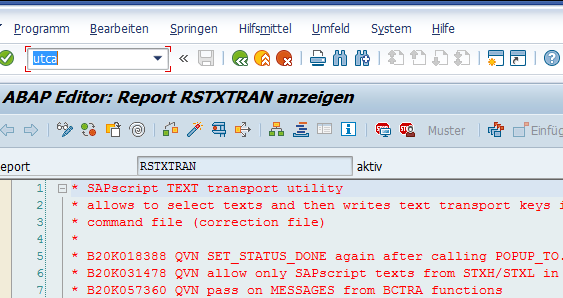 Programm Bearbeiten Springen Hilfsmittel Umfeld System Hilfe
utca
ABAP Editor: Report RSTXTRAN anzeigen
Muster Einfüg
eport RSTXTRAN aktiv
1 * SAPscript TEXT transport utility
2 * allows to select texts and then writes text transport keys i
3 * command file (correction file)
4 *
5 * B20K018388 QVN SET_STATUS_DONE again after calling POPUP_TO.
6 * B20K031478 QVN allow only SAPscript texts from STXH/STXL in
7 * B20K057360 QVN pass on MESSAGES from BCTRA functions